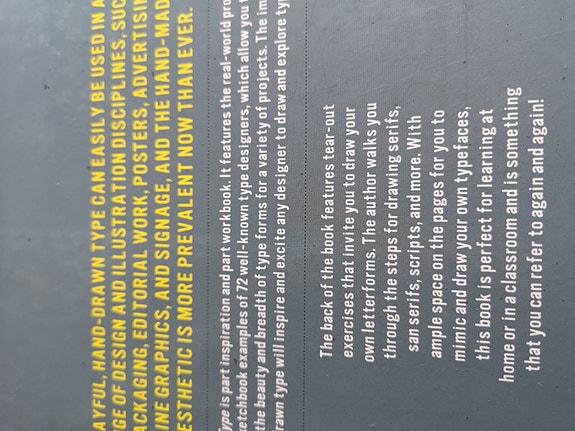 AYFUL, HAND-DRAWN TYPE CAN EASILY BE USED IN A
GE OF DESIGN AND ILLUSTRATION DISCIPLINES, SUC
ACKAGING, EDITORIAL WORK, POSTERS, ADVERTISIN
INE GRAPHICS, AND SIGNAGE, AND THE HAND-MAD
ESTHETIC IS MORE PREVALENT NOW THAN EVER.
Type is part inspiration and part workbook. It features the real-world pro
ketchbook examples of 72 well-known type designers, which allow you
the beauty and breadth of type forms for a variety of projects. The im
rawn type will inspire and excite any designer to draw and explore ty
The back of the book features tear-out
exercises that invite you to draw your
own letterforms. The author walks you
through the steps for drawing serifs,
san serifs, scripts, and more. With
ample space on the pages for you to
mimic and draw your own typefaces,
this book is perfect for learning at
home or in a classroom and is something
that you can refer to again and again!